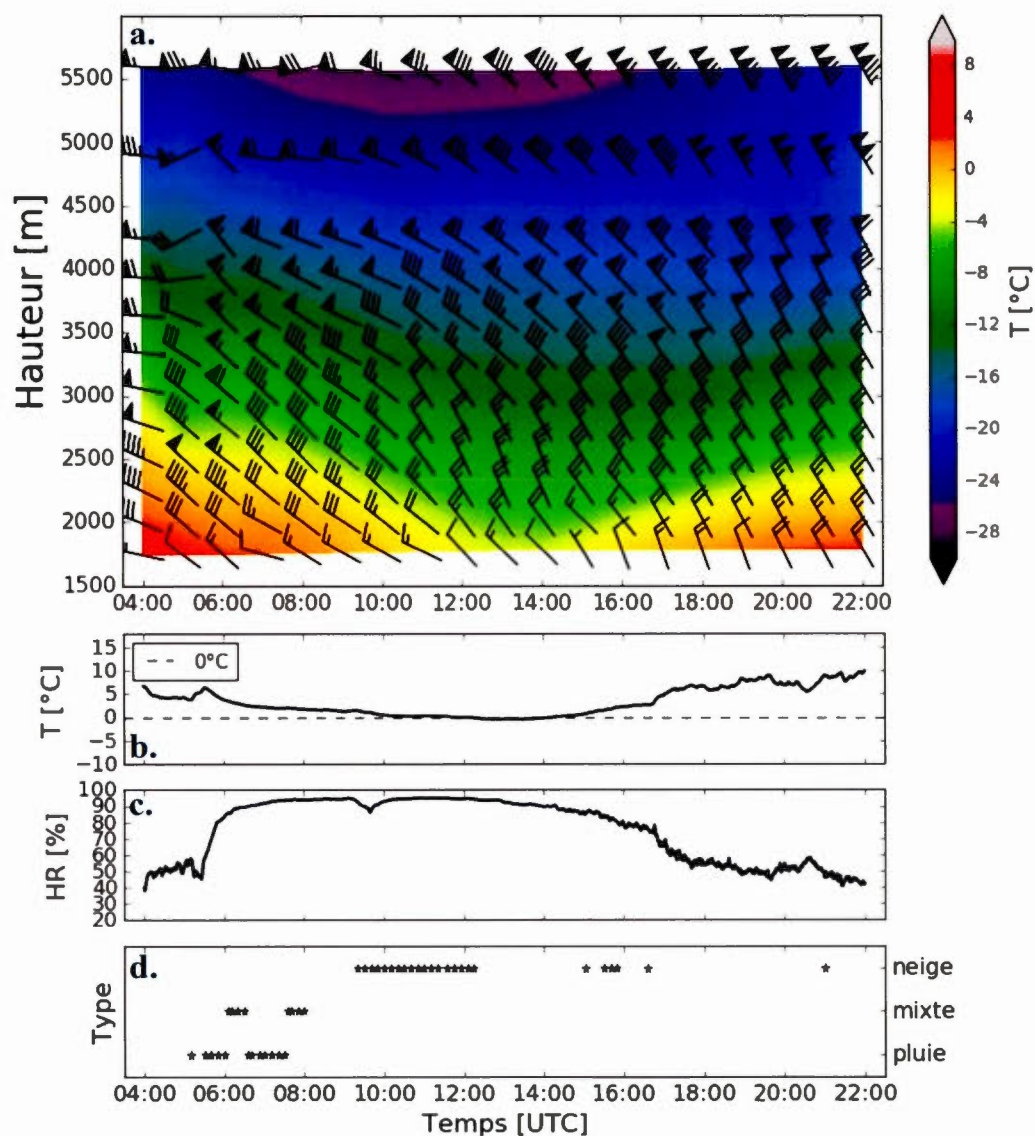 a.
Hauteur [m]
5500
5000
4500
4000
3500
3000
2500
2000
1500
04:00 06:00 08:00 10:00 12:00 14:00 16:00 18:00 20:00 22:00
8
4
0
−4
−8
−12
−16
−20
−24
−28
T [°C]
b.
T [°C]
15
10
5
0
−5
−10
0°C
c.
HR [%]
100
90
80
70
60
50
40
30
20
d.
Type
neige
mixte
pluie
04:00 06:00 08:00 10:00 12:00 14:00 16:00 18:00 20:00 22:00
Temps [UTC]